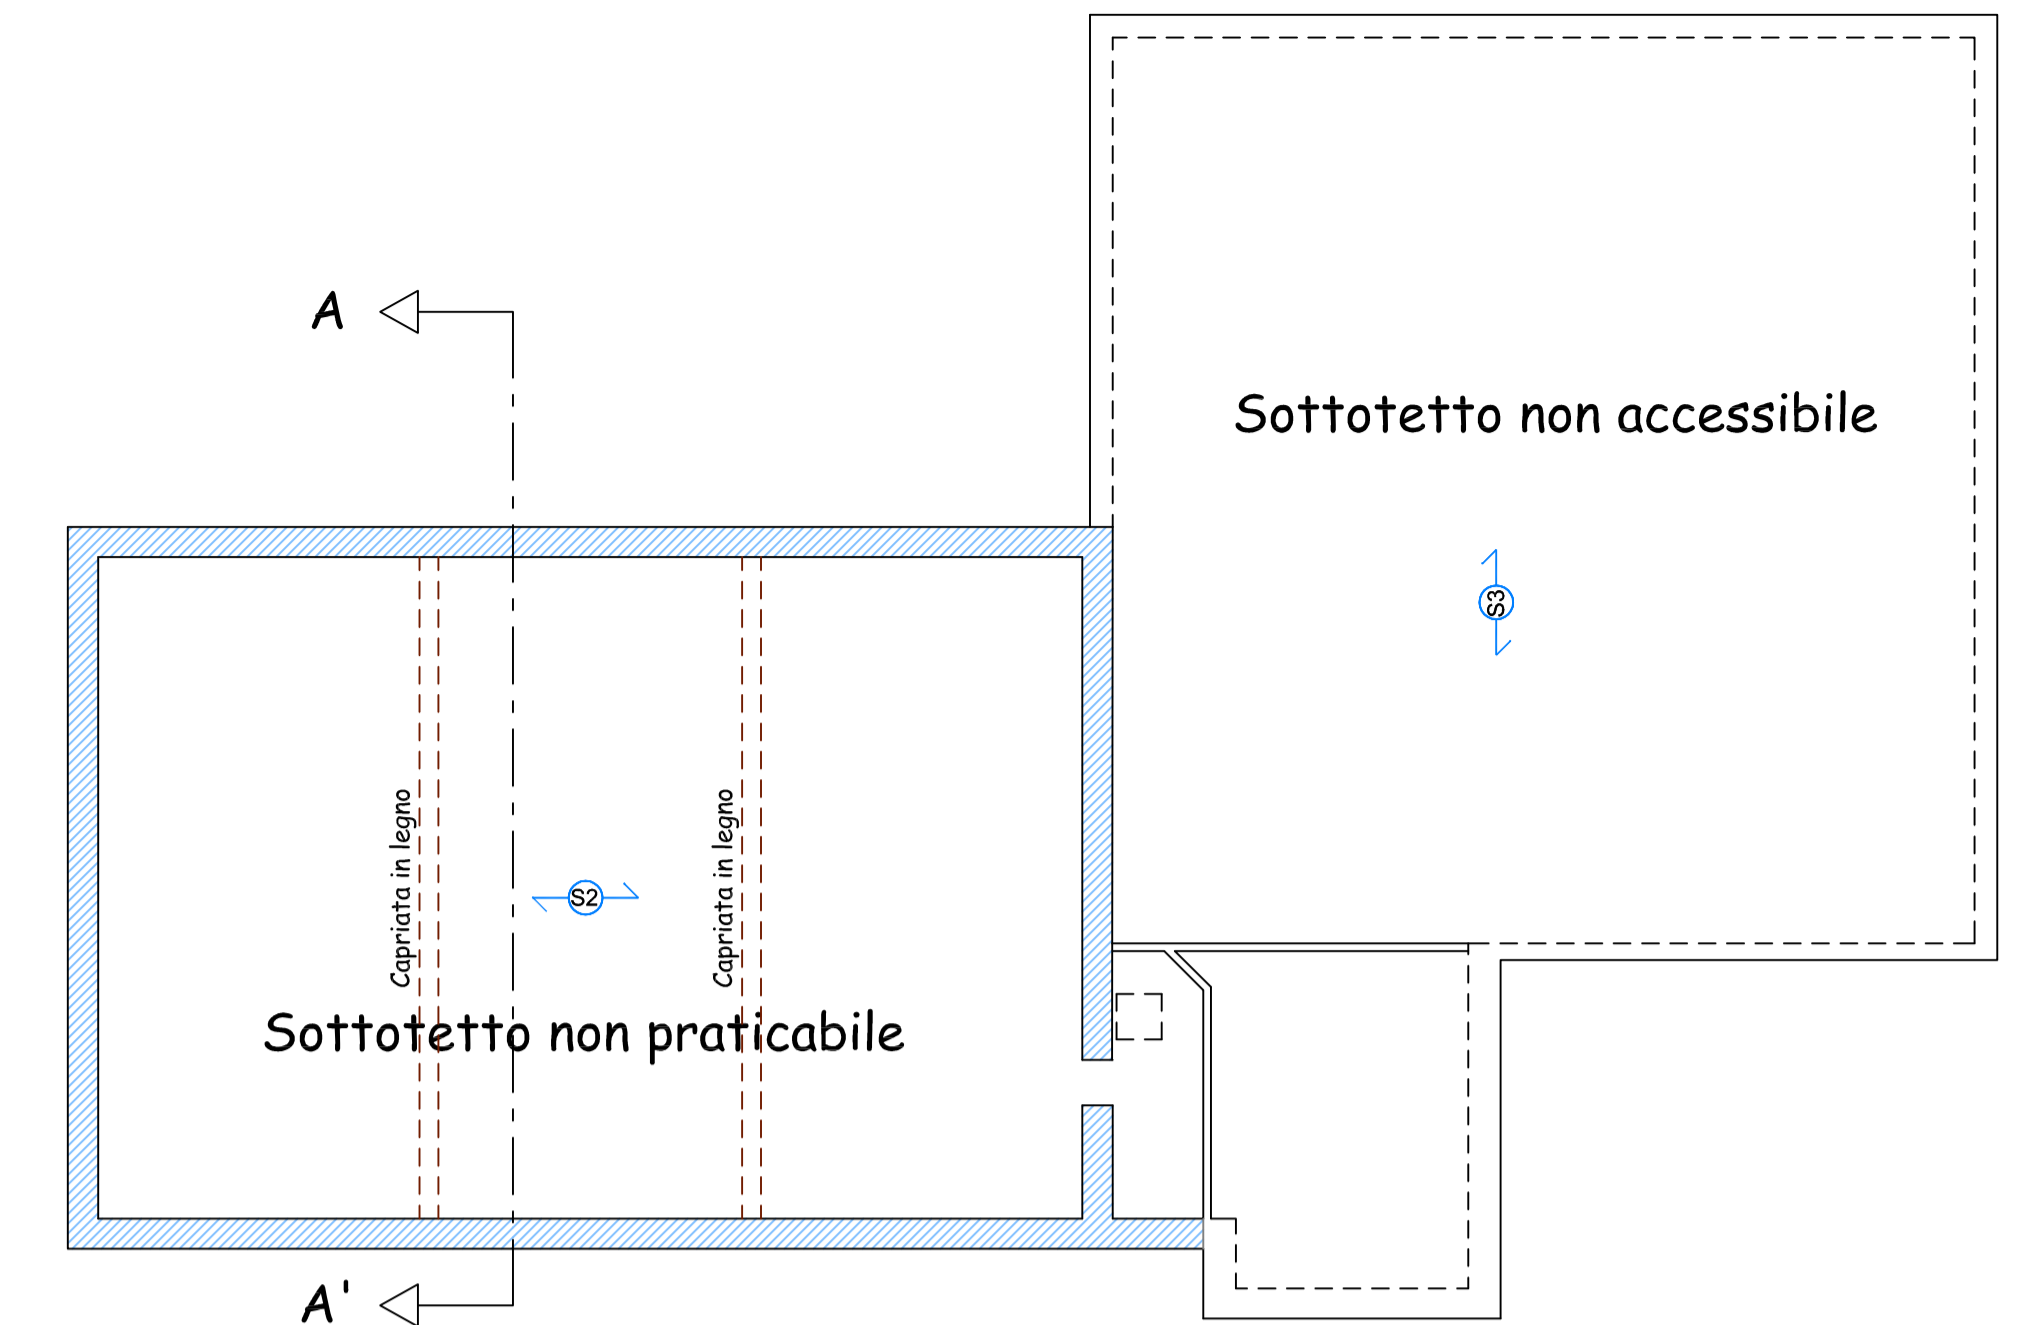 A
Sottotetto non accessibile
S3
Capriata in legno
Capriata in legno
S2
Sottotetto non praticabile
A'